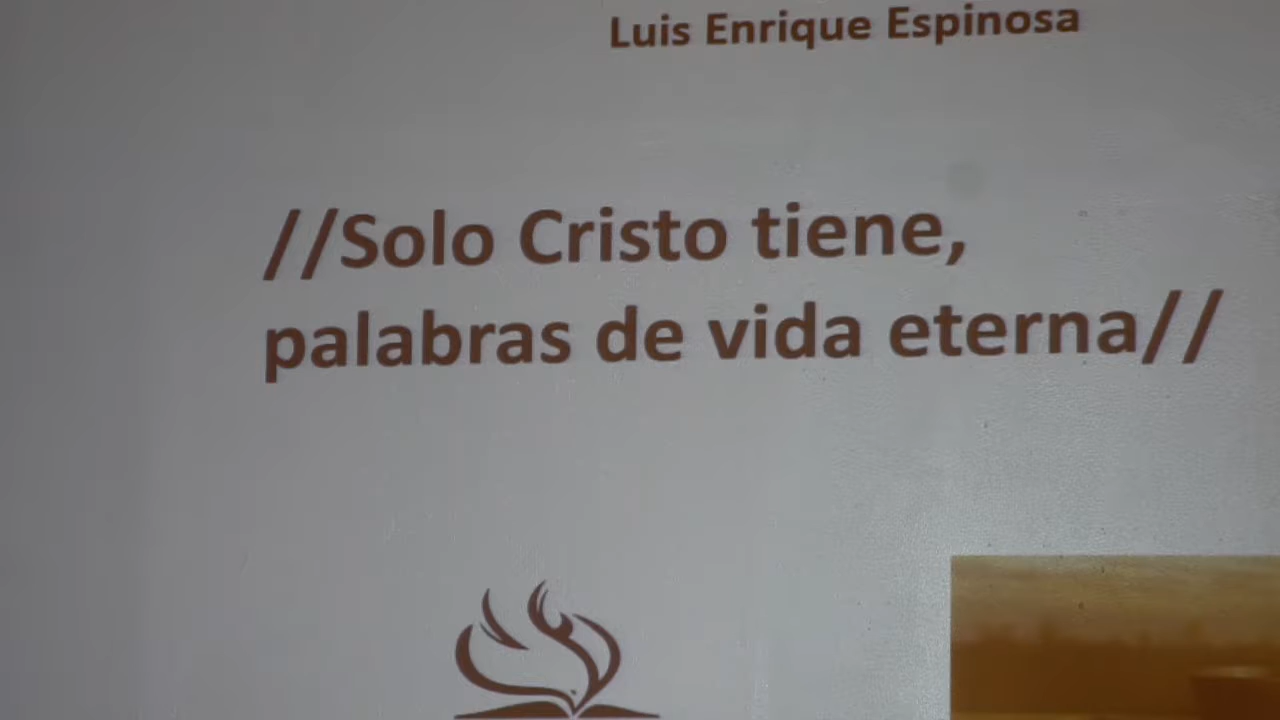 Luis Enrique Espinosa
//Solo Cristo tiene,
palabras de vida eterna//